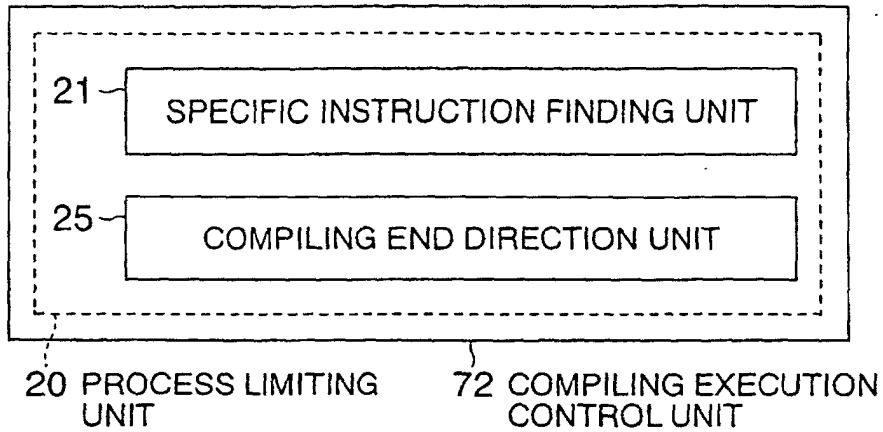 21 SPECIFIC INSTRUCTION FINDING UNIT
25 COMPILING END DIRECTION UNIT
20 PROCESS LIMITING UNIT
72 COMPILING EXECUTION CONTROL UNIT